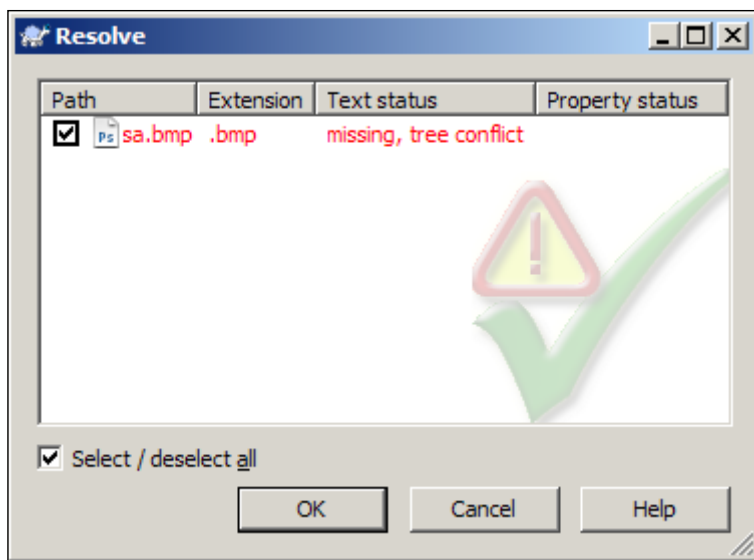 Resolve
Path Extension Text status Property status
Ps sa.bmp .bmp missing, tree conflict
Select / deselect all
OK Cancel Help